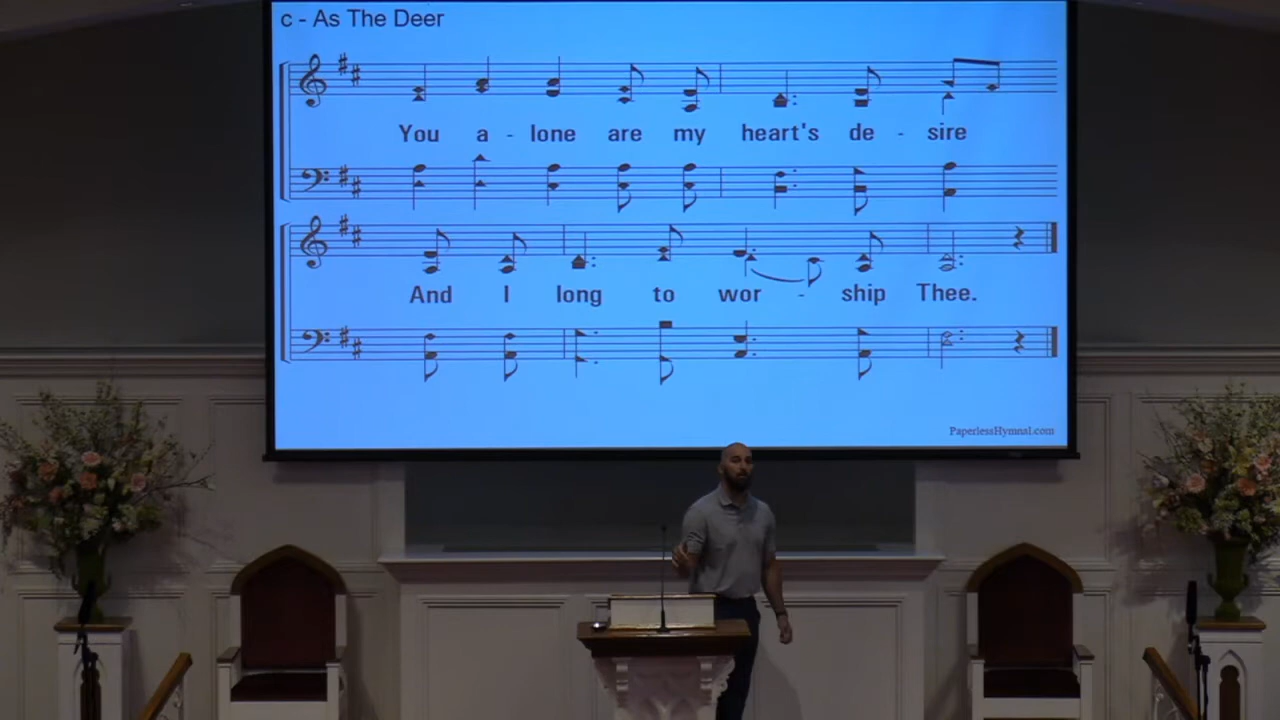 c - As The Deer
You a - lone are my heart's de - sire
And I long to wor - ship Thee.
PaperlessHymnal.com